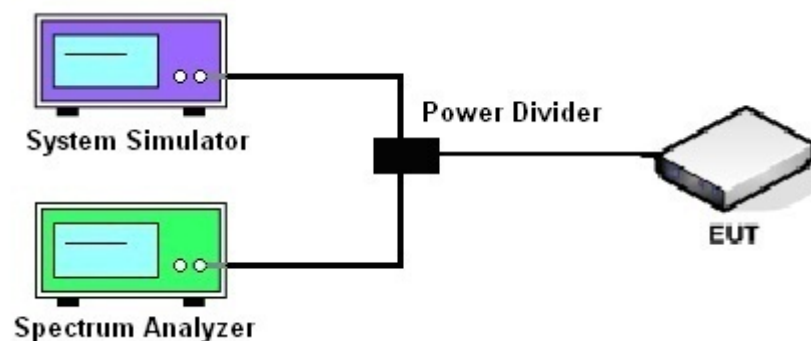 System Simulator
Power Divider
EUT
Spectrum Analyzer